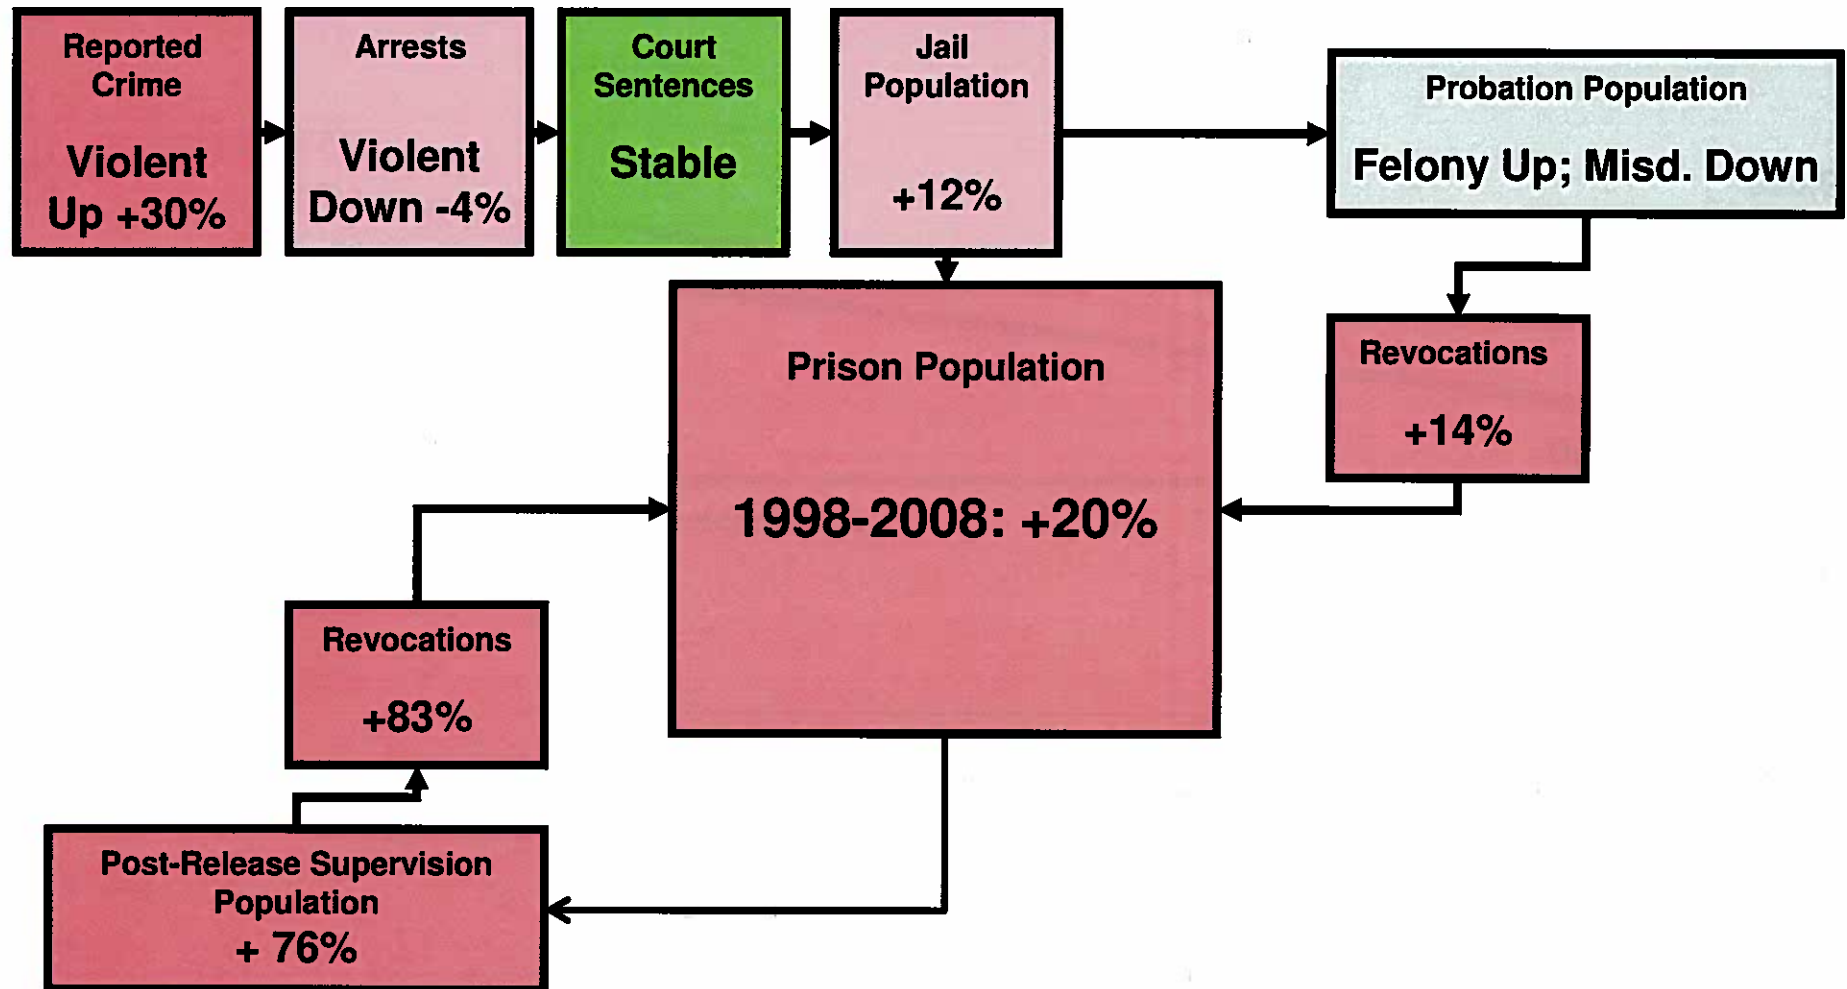 Reported
Crime
Violent
Up +30%
Arrests
Violent
Down -4%
Court
Sentences
Stable
Jail
Population
+12%
Probation Population
Felony Up; Misd. Down
Prison Population
1998-2008: +20%
Revocations
+14%
Revocations
+83%
Post-Release Supervision
Population
+ 76%